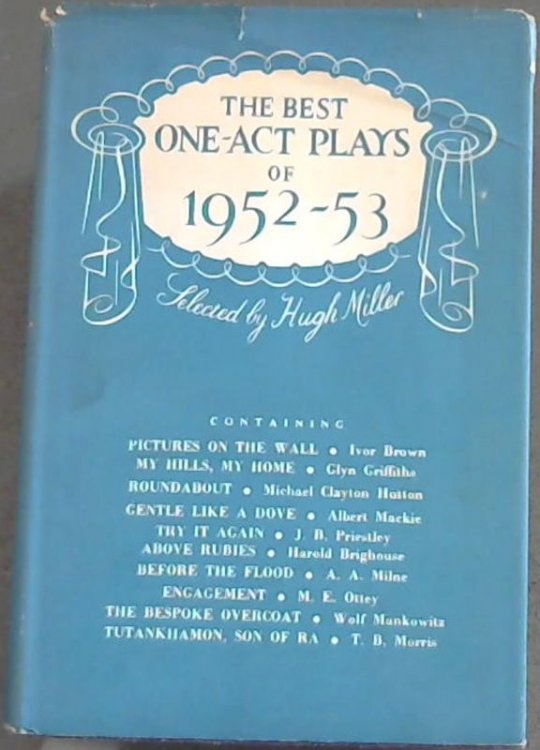 THE BEST
ONE-ACT PLAYS
OF
1952-53
Selected by Hugh Miller
CONTAINING
PICTURES ON THE WALL • Ivor Brown
MY HILLS, MY HOME • Glyn Griffiths
ROUNDABOUT • Michael Clayton Hutton
GENTLE LIKE A DOVE • Albert Mackie
TRY IT AGAIN • J. B. Priestley
ABOVE RUBIES • Harold Brighouse
BEFORE THE FLOOD • A. A. Milne
ENGAGEMENT • M. E. Otley
THE BESPOKE OVERCOAT • Wolf Mankowitz
TUTANKHAMON, SON OF RA • T. B. Morris